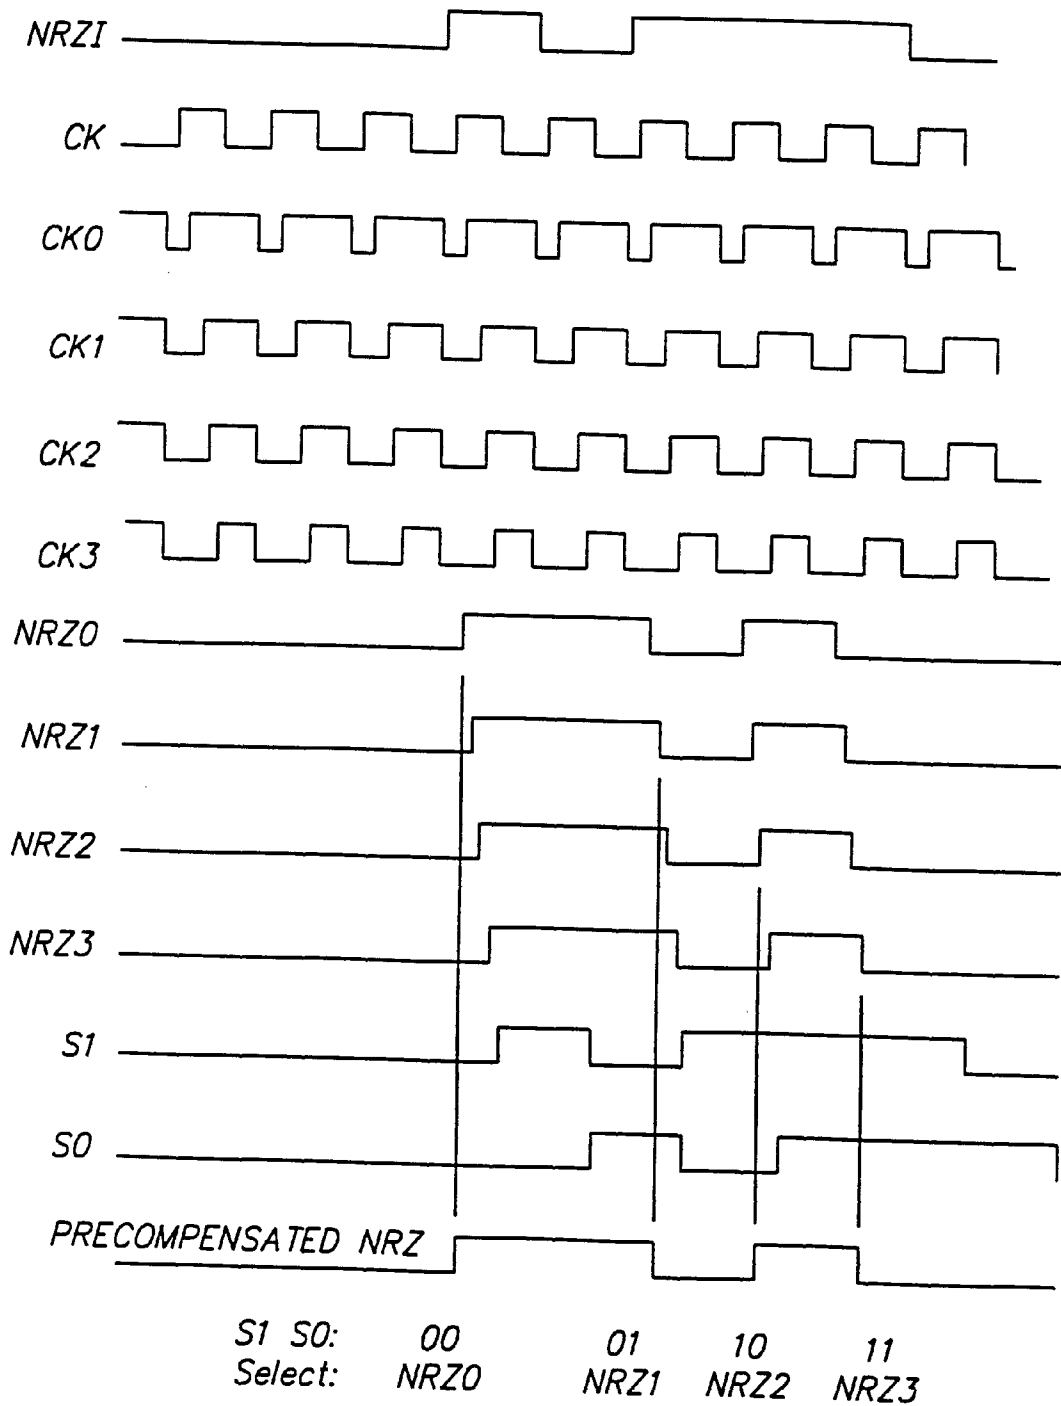 NRZI
CK
CK0
CK1
CK2
CK3
NRZ0
NRZ1
NRZ2
NRZ3
S1
S0
PRECOMPENSATED NRZ
S1 S0: 00 01 10 11
Select: NRZ0 NRZ1 NRZ2 NRZ3